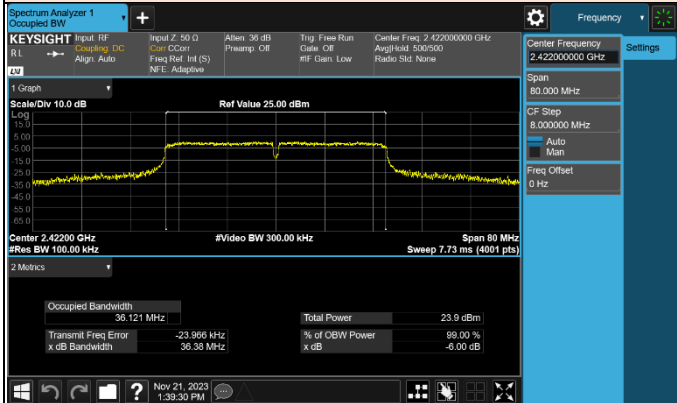 Spectrum Analyzer 1
Occupied BW
+
Frequency
KEYSIGHT
R L
LXI
Input: RF
Coupling: DC
Align: Auto
Input Z: 50 Ω
Corr CCorr
Freq Ref: Int (S)
NFE: Adaptive
Atten: 36 dB
Preamp: Off
Trig: Free Run
Gate: Off
#IF Gain: Low
Center Freq: 2.422000000 GHz
Avg|Hold: 500/500
Radio Std: None
Center Frequency
2.422000000 GHz
Settings
Span
80.000 MHz
CF Step
8.000000 MHz
Auto
Man
Freq Offset
0 Hz
1 Graph
Scale/Div 10.0 dB
Ref Value 25.00 dBm
Log
15.0
5.00
-5.00
-15.0
-25.0
-35.0
-45.0
-55.0
-65.0
Center 2.42200 GHz
#Video BW 300.00 kHz
Span 80 MHz
#Res BW 100.00 kHz
Sweep 7.73 ms (4001 pts)
2 Metrics
Occupied Bandwidth
36.121 MHz
Total Power 23.9 dBm
Transmit Freq Error -23.966 kHz
% of OBW Power 99.00 %
x dB Bandwidth 36.38 MHz
x dB -6.00 dB
?
Nov 21, 2023
1:39:30 PM